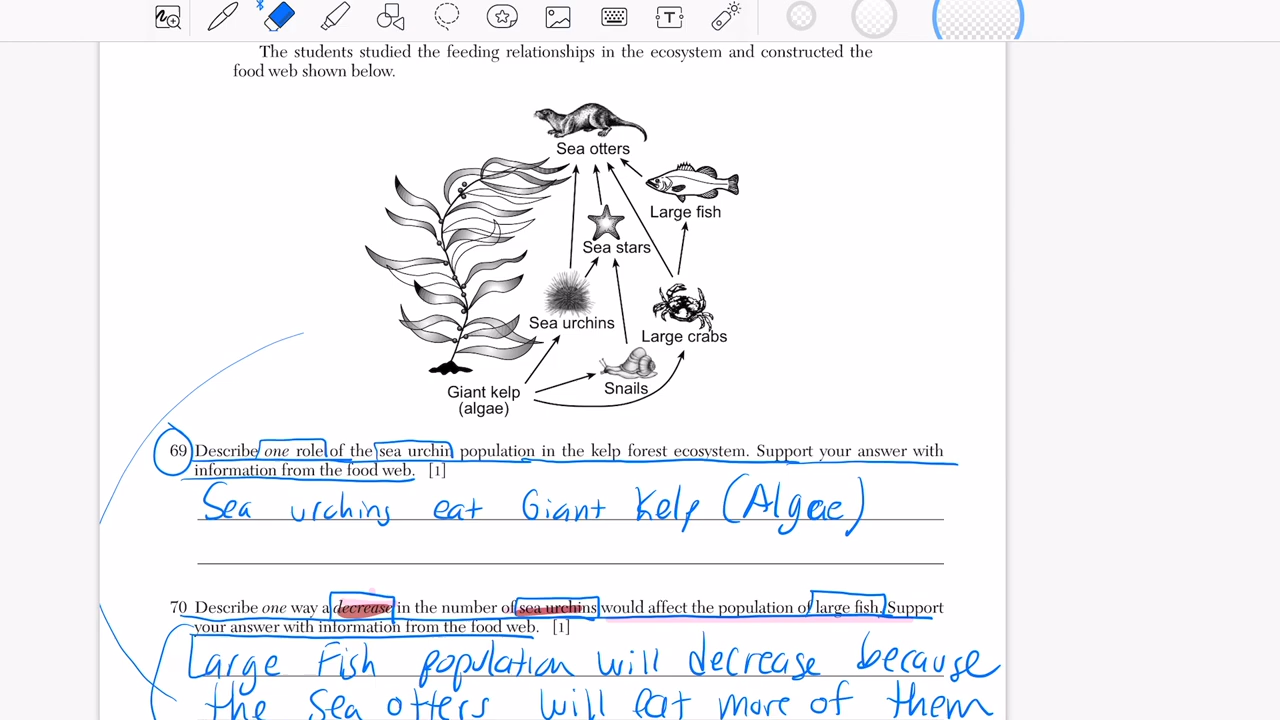 The students studied the feeding relationships in the ecosystem and constructed the
food web shown below.
Sea otters
Large fish
Sea stars
Sea urchins
Large crabs
Snails
Giant kelp
(algae)
69 Describe one role of the sea urchin population in the kelp forest ecosystem. Support your answer with
information from the food web. [1]
Sea urchins eat Giant Kelp (Algae)
70 Describe one way a decrease in the number of sea urchins would affect the population of large fish. Support
your answer with information from the food web. [1]
Large Fish population will decrease because
the Sea otters will eat more of them